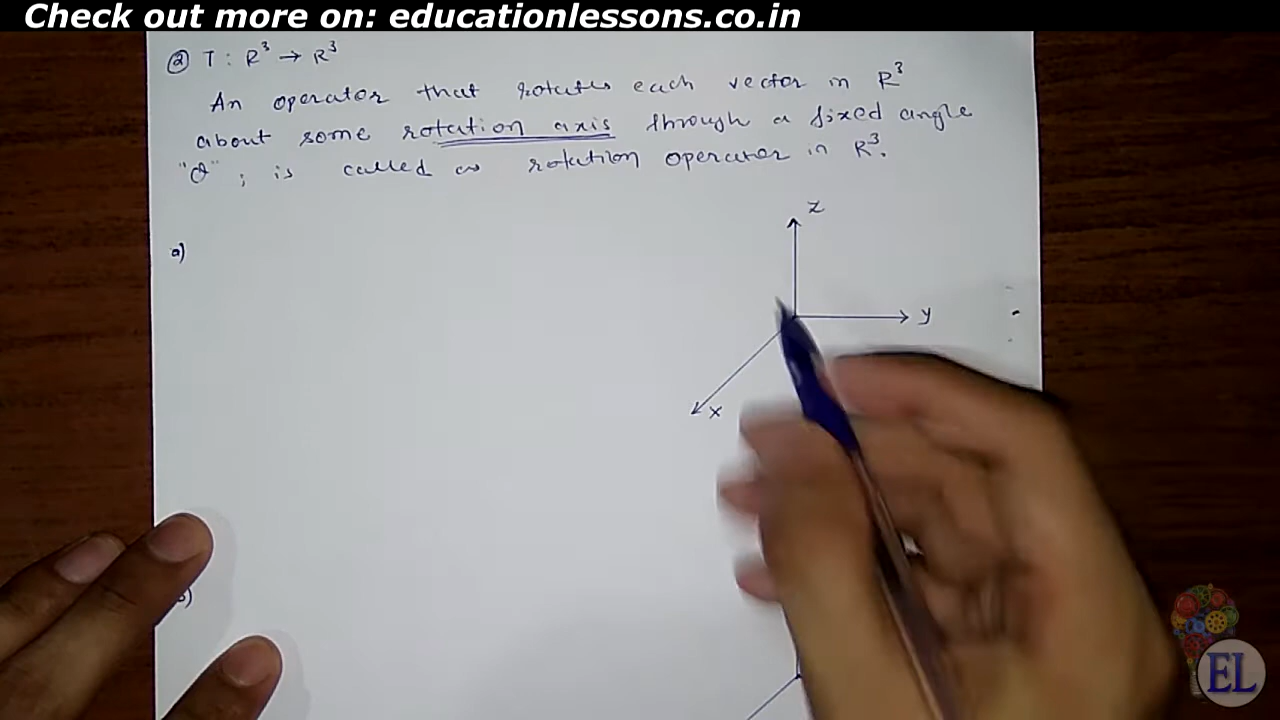 Check out more on: educationlessons.co.in
② T : R³ → R³
An operator that rotates each vector in R³
about some rotation axis through a fixed angle
"θ" ; is called as rotation operator in R³.
z
a)
y
x
b)
EL